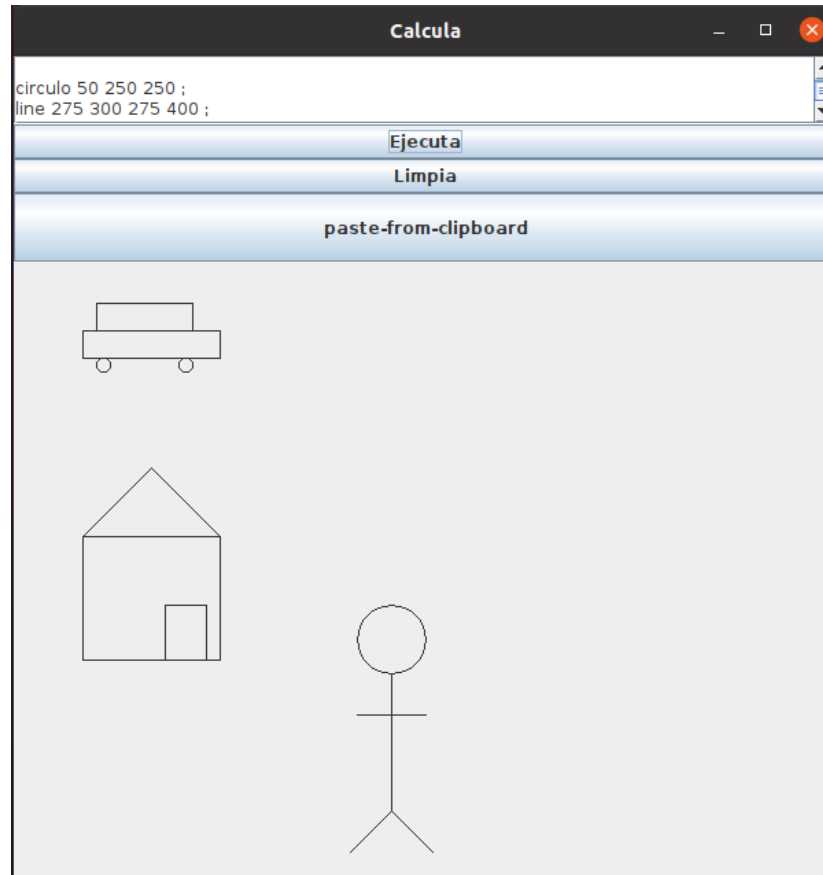 Calcula
circulo 50 250 250 ;
line 275 300 275 400 ;
Ejecuta
Limpia
paste-from-clipboard